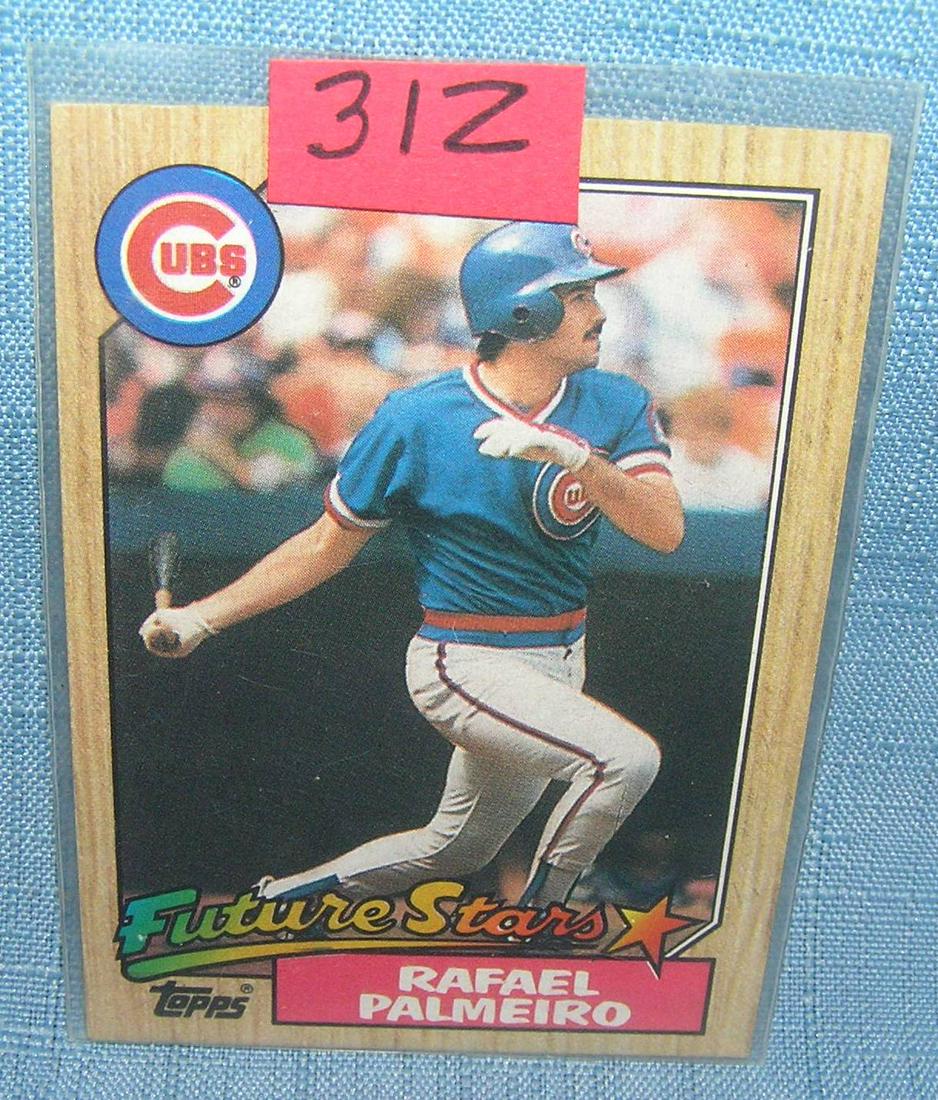 312
CUBS®
Future Stars
topps®
RAFAEL
PALMEIRO